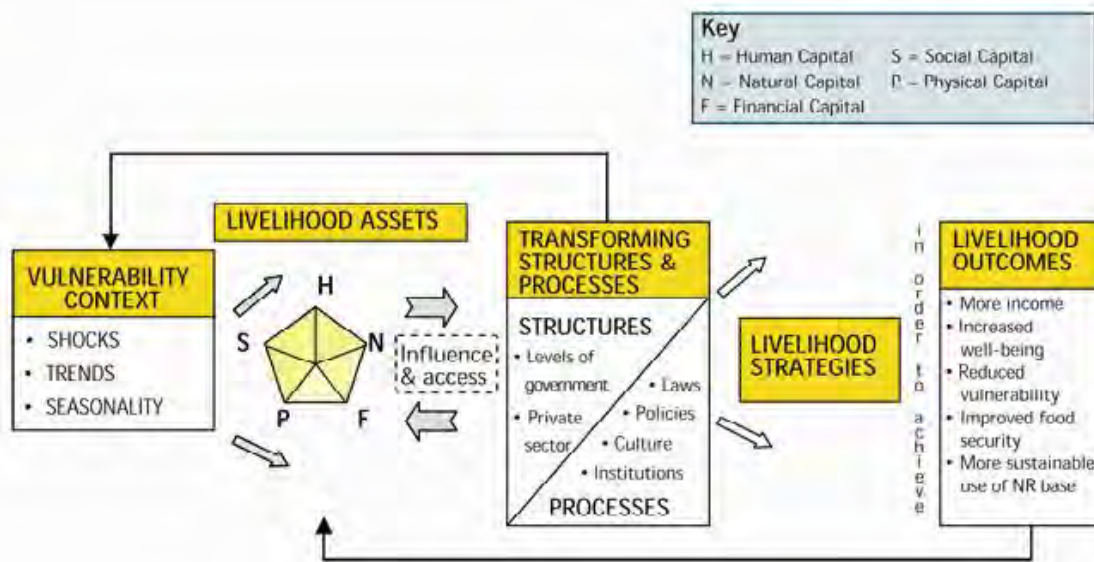 Key
H = Human Capital S = Social Capital
N = Natural Capital P = Physical Capital
F = Financial Capital
LIVELIHOOD ASSETS
VULNERABILITY
CONTEXT
• SHOCKS
• TRENDS
• SEASONALITY
H
S
N
P
F
Influence
& access
TRANSFORMING
STRUCTURES &
PROCESSES
STRUCTURES
• Levels of
government
• Private
sector
• Laws
• Policies
• Culture
• Institutions
PROCESSES
LIVELIHOOD
STRATEGIES
in order to achieve
LIVELIHOOD
OUTCOMES
• More income
• Increased
well-being
• Reduced
vulnerability
• Improved food
security
• More sustainable
use of NR base